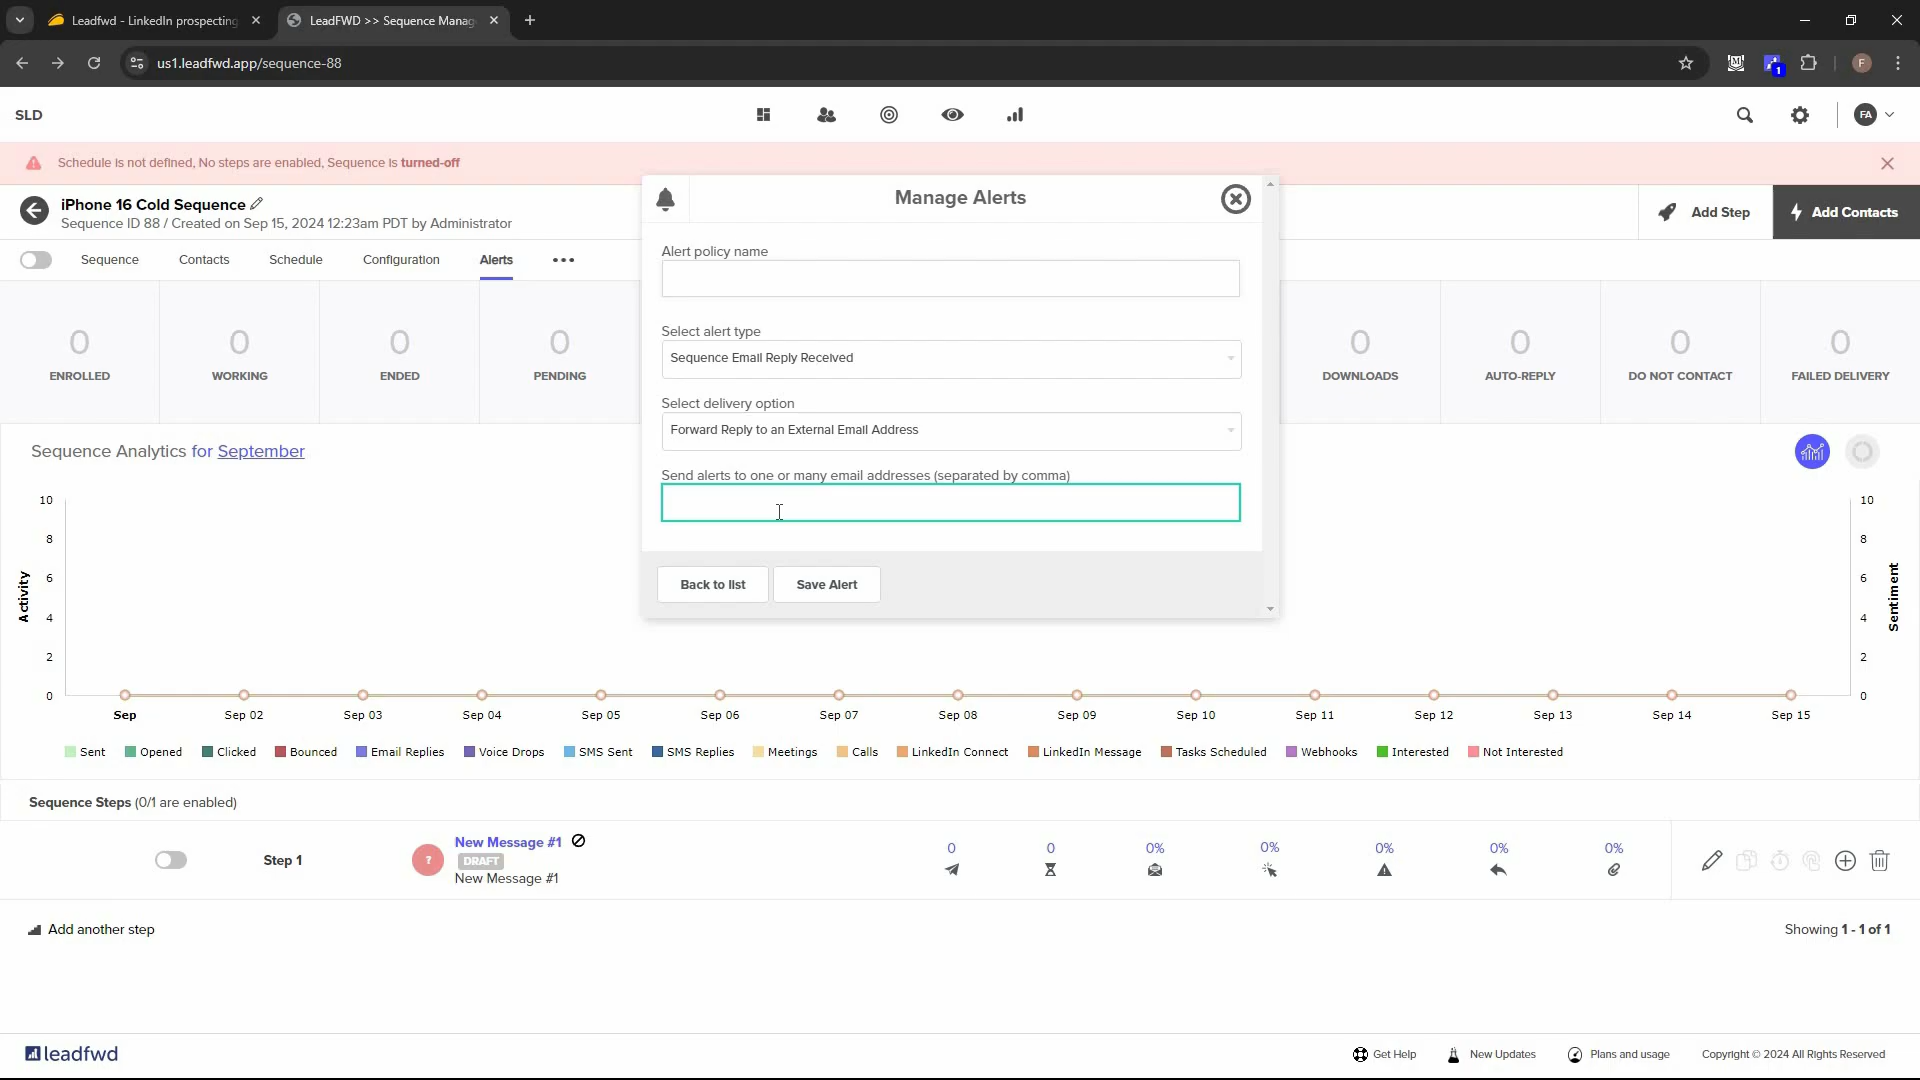 Leadfwd - LinkedIn prospecting
LeadFWD >> Sequence Manag
us1.leadfwd.app/sequence-88
1
F
SLD
FA
Schedule is not defined, No steps are enabled, Sequence is turned-off
iPhone 16 Cold Sequence
Sequence ID 88 / Created on Sep 15, 2024 12:23am PDT by Administrator
Add Step
Add Contacts
Sequence
Contacts
Schedule
Configuration
Alerts
0
ENROLLED
0
WORKING
0
ENDED
0
PENDING
0
DOWNLOADS
0
AUTO-REPLY
0
DO NOT CONTACT
0
FAILED DELIVERY
Manage Alerts
Alert policy name
Select alert type
Sequence Email Reply Received
Select delivery option
Forward Reply to an External Email Address
Send alerts to one or many email addresses (separated by comma)
Back to list
Save Alert
Sequence Analytics for September
10
8
6
4
2
0
Activity
10
8
6
4
2
0
Sentiment
Sep
Sep 02
Sep 03
Sep 04
Sep 05
Sep 06
Sep 07
Sep 08
Sep 09
Sep 10
Sep 11
Sep 12
Sep 13
Sep 14
Sep 15
Sent
Opened
Clicked
Bounced
Email Replies
Voice Drops
SMS Sent
SMS Replies
Meetings
Calls
LinkedIn Connect
LinkedIn Message
Tasks Scheduled
Webhooks
Interested
Not Interested
Sequence Steps (0/1 are enabled)
Step 1
?
New Message #1
DRAFT
New Message #1
0
0
0%
0%
0%
0%
0%
Add another step
Showing 1 - 1 of 1
leadfwd
Get Help
New Updates
Plans and usage
Copyright © 2024 All Rights Reserved